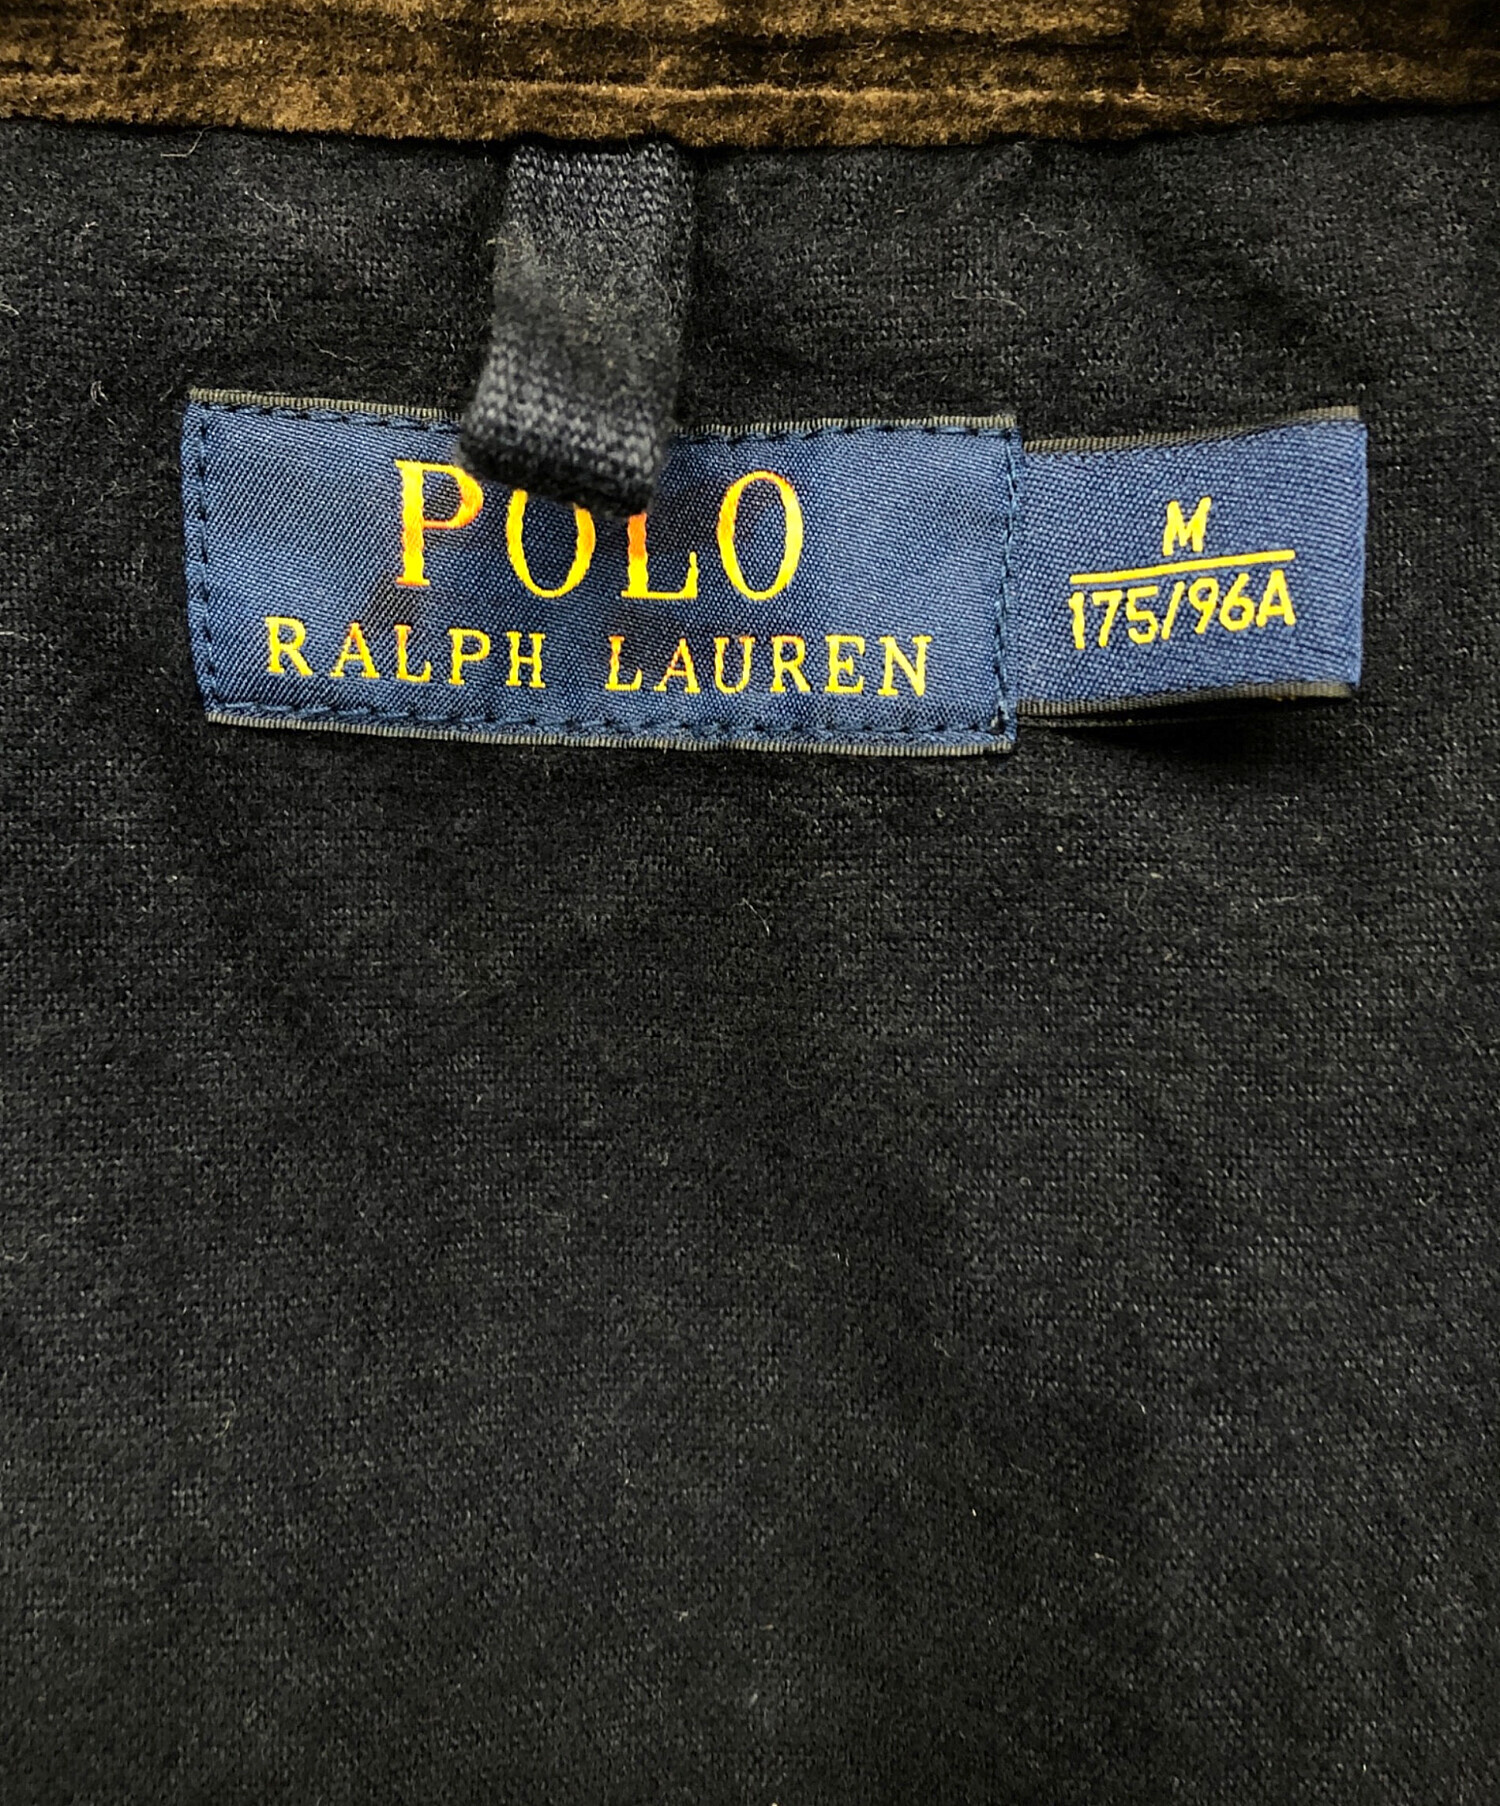 POLO
RALPH LAUREN
M
175/96A